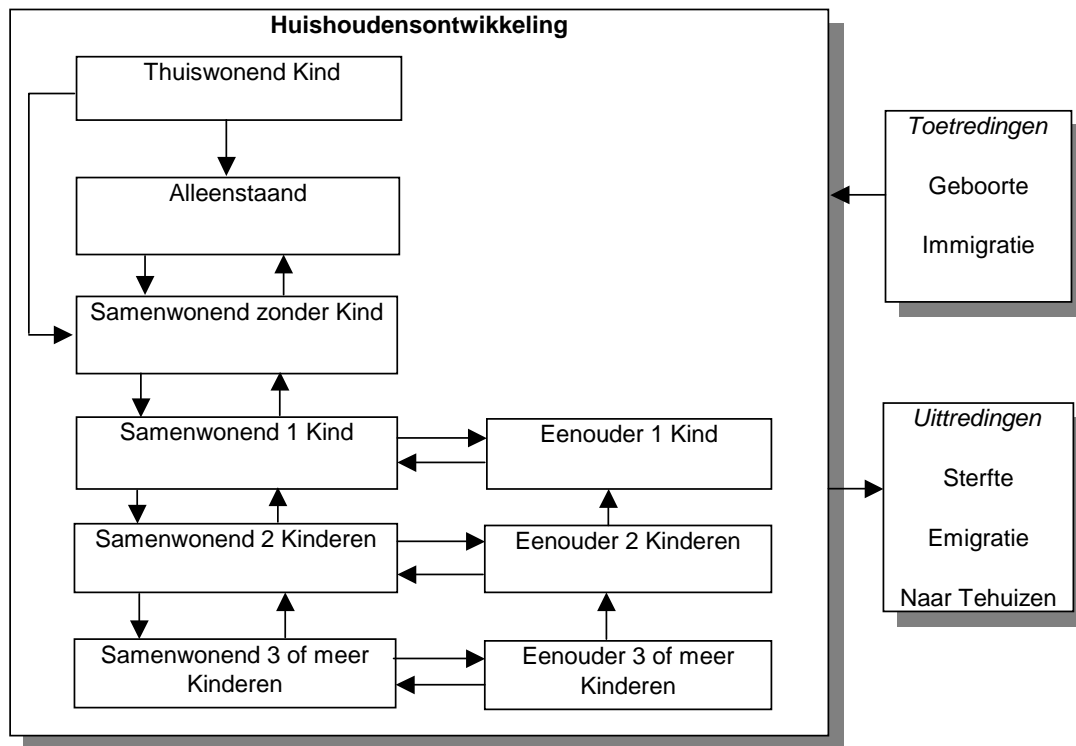 Huishoudensontwikkeling
Thuiswonend Kind
Alleenstaand
Samenwonend zonder Kind
Samenwonend 1 Kind
Eenouder 1 Kind
Samenwonend 2 Kinderen
Eenouder 2 Kinderen
Samenwonend 3 of meer
Kinderen
Eenouder 3 of meer
Kinderen
Toetredingen
Geboorte
Immigratie
Uittredingen
Sterfte
Emigratie
Naar Tehuizen